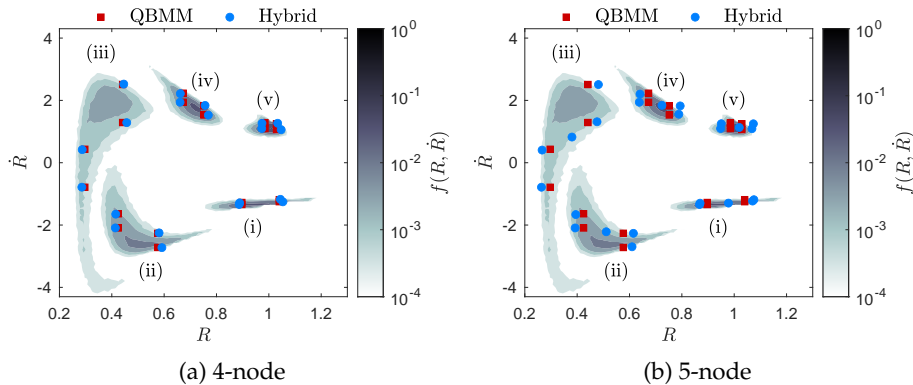 QBMM Hybrid
4
2
0
-2
-4
Ṙ
(iii)
(iv)
(v)
(i)
(ii)
0.2 0.4 0.6 0.8 1 1.2
R
10^0
10^-1
10^-2
10^-3
10^-4
f(R, Ṙ)
(a) 4-node
QBMM Hybrid
4
2
0
-2
-4
Ṙ
(iii)
(iv)
(v)
(i)
(ii)
0.2 0.4 0.6 0.8 1 1.2
R
10^0
10^-1
10^-2
10^-3
10^-4
f(R, Ṙ)
(b) 5-node